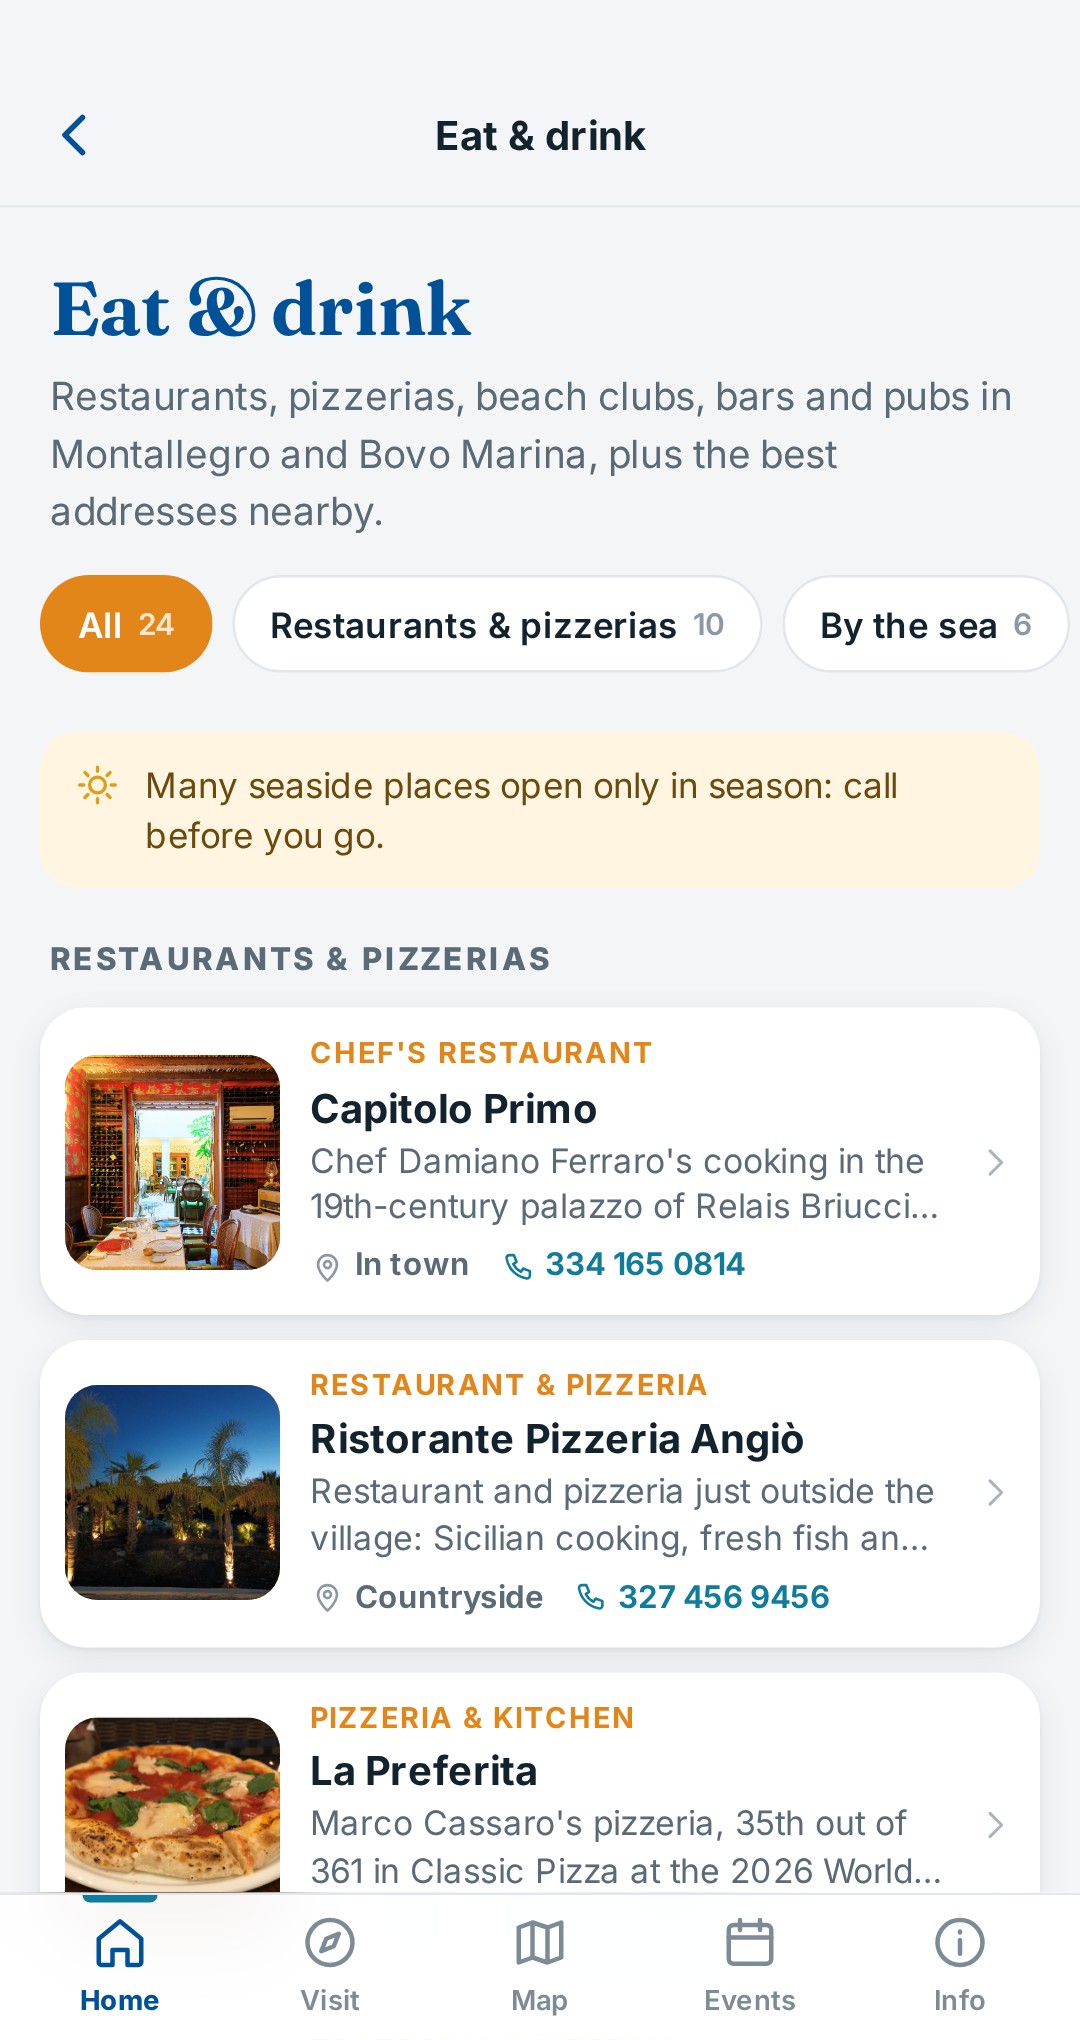 Eat & drink
Eat & drink
Restaurants, pizzerias, beach clubs, bars and pubs in
Montallegro and Bovo Marina, plus the best
addresses nearby.
All 24
Restaurants & pizzerias 10
By the sea 6
Many seaside places open only in season: call
before you go.
RESTAURANTS & PIZZERIAS
CHEF'S RESTAURANT
Capitolo Primo
Chef Damiano Ferraro's cooking in the
19th-century palazzo of Relais Briucci...
In town 334 165 0814
RESTAURANT & PIZZERIA
Ristorante Pizzeria Angiò
Restaurant and pizzeria just outside the
village: Sicilian cooking, fresh fish an...
Countryside 327 456 9456
PIZZERIA & KITCHEN
La Preferita
Marco Cassaro's pizzeria, 35th out of
361 in Classic Pizza at the 2026 World...
Home
Visit
Map
Events
Info